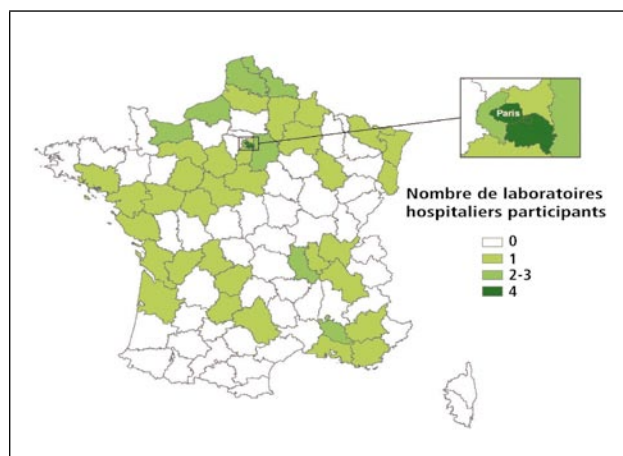 Paris
Nombre de laboratoires
hospitaliers participants
0
1
2-3
4